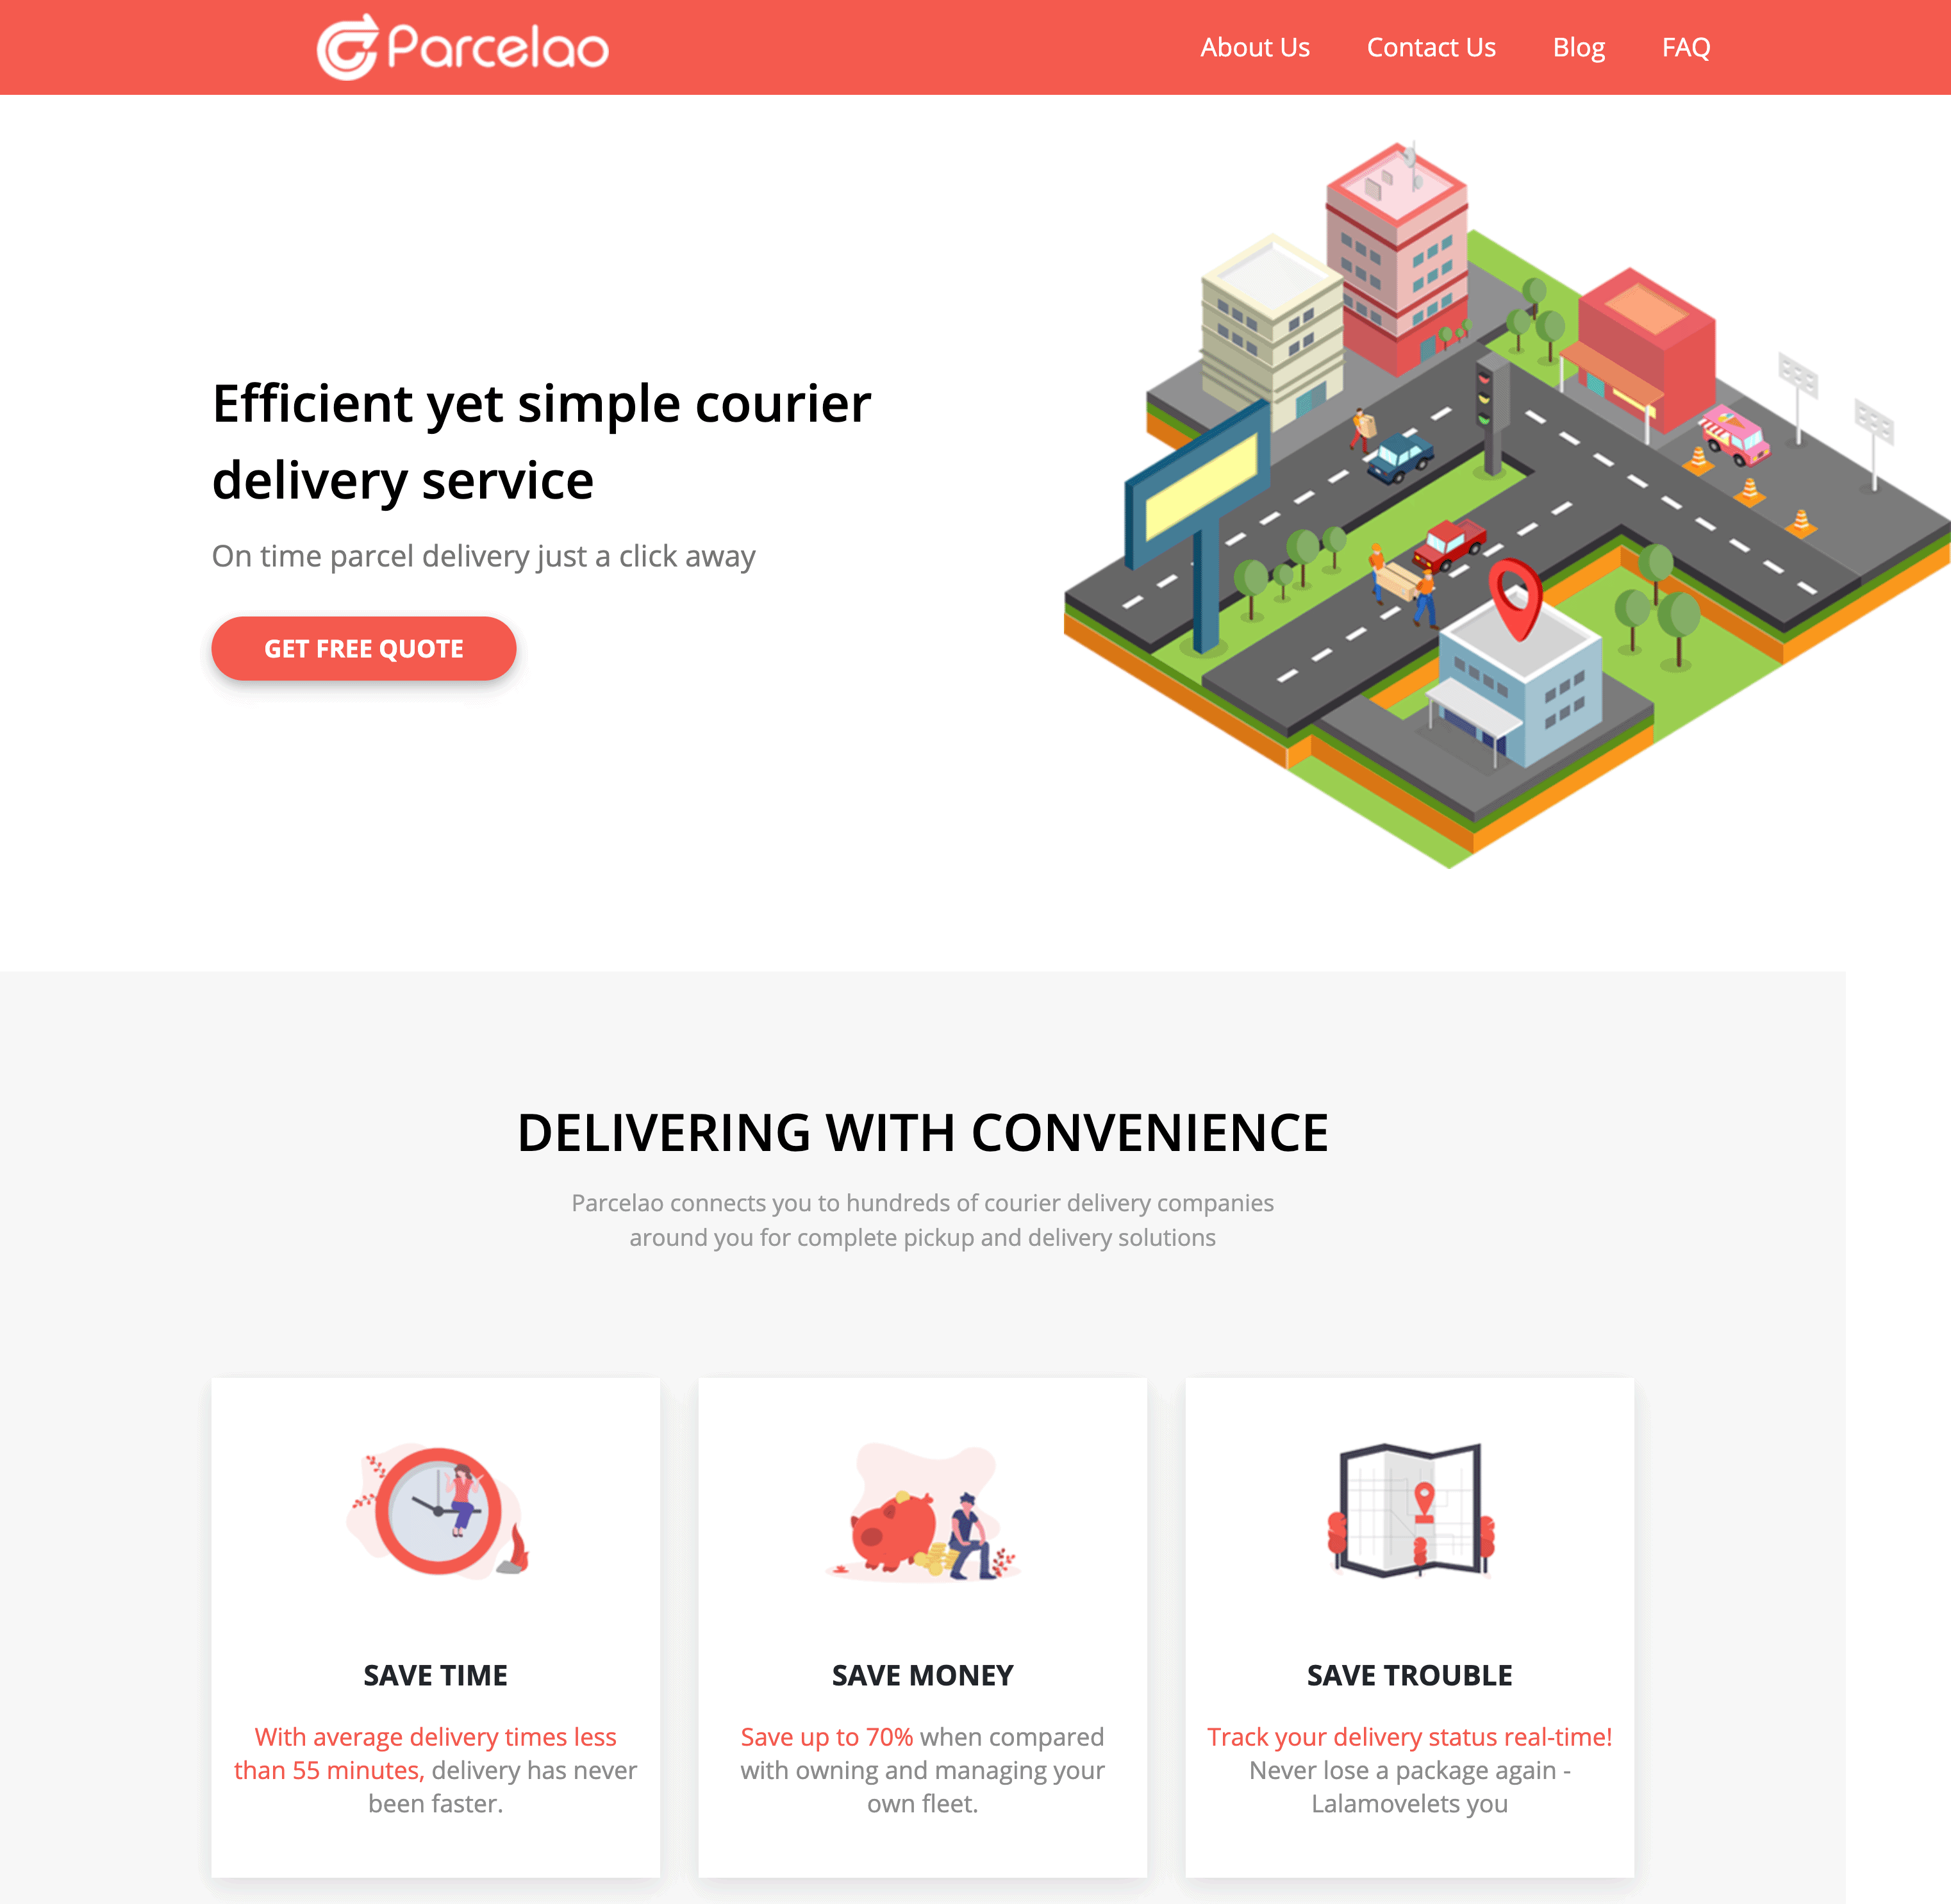 Parcelao
About Us
Contact Us
Blog
FAQ
Efficient yet simple courier
delivery service
On time parcel delivery just a click away
GET FREE QUOTE
DELIVERING WITH CONVENIENCE
Parcelao connects you to hundreds of courier delivery companies
around you for complete pickup and delivery solutions
SAVE TIME
With average delivery times less
than 55 minutes, delivery has never
been faster.
SAVE MONEY
Save up to 70% when compared
with owning and managing your
own fleet.
SAVE TROUBLE
Track your delivery status real-time!
Never lose a package again -
Lalamovelets you